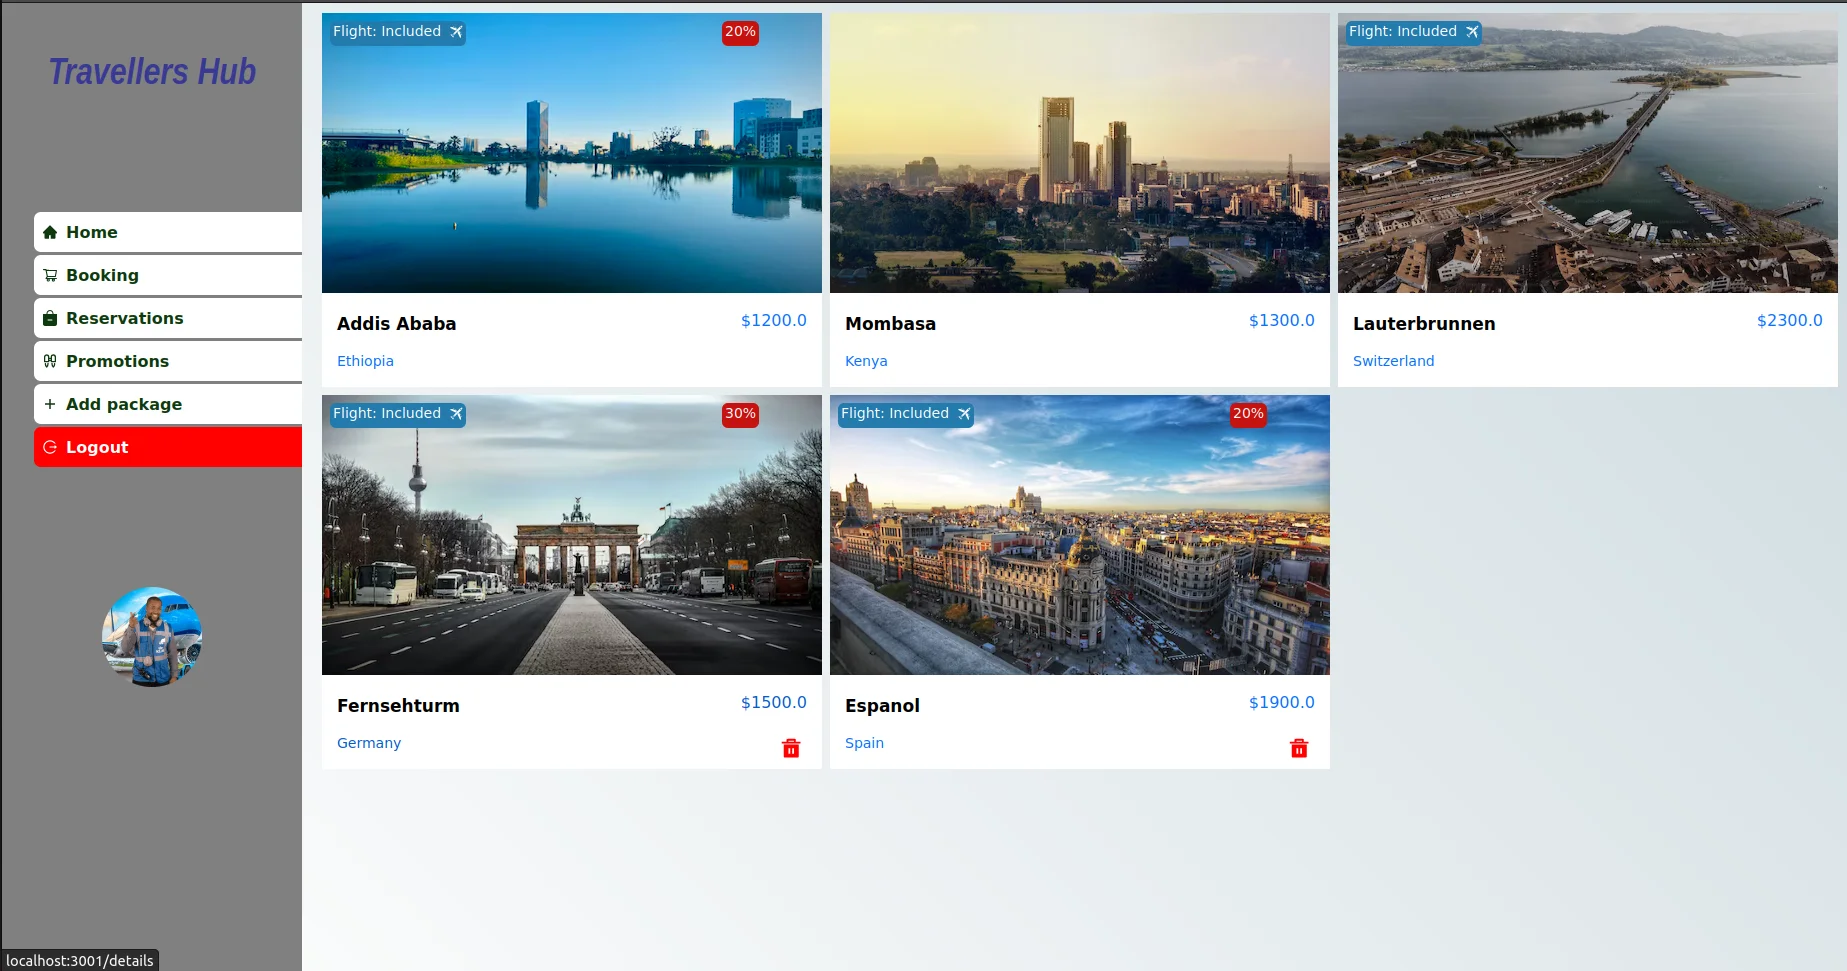 Travellers Hub
Home
Booking
Reservations
Promotions
Add package
Logout
Flight: Included
20%
Addis Ababa
$1200.0
Ethiopia
Mombasa
$1300.0
Kenya
Flight: Included
Lauterbrunnen
$2300.0
Switzerland
Flight: Included
30%
Fernsehturm
$1500.0
Germany
Flight: Included
20%
Espanol
$1900.0
Spain
localhost:3001/details